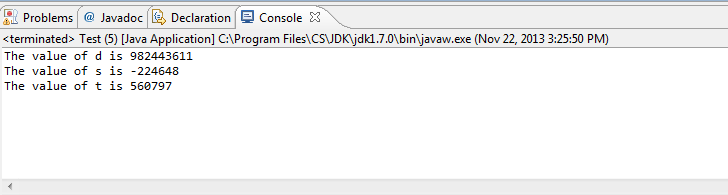 Problems @ Javadoc Declaration Console
<terminated> Test (5) [Java Application] C:\Program Files\CS\JDK\jdk1.7.0\bin\javaw.exe (Nov 22, 2013 3:25:50 PM)
The value of d is 982443611
The value of s is -224648
The value of t is 560797